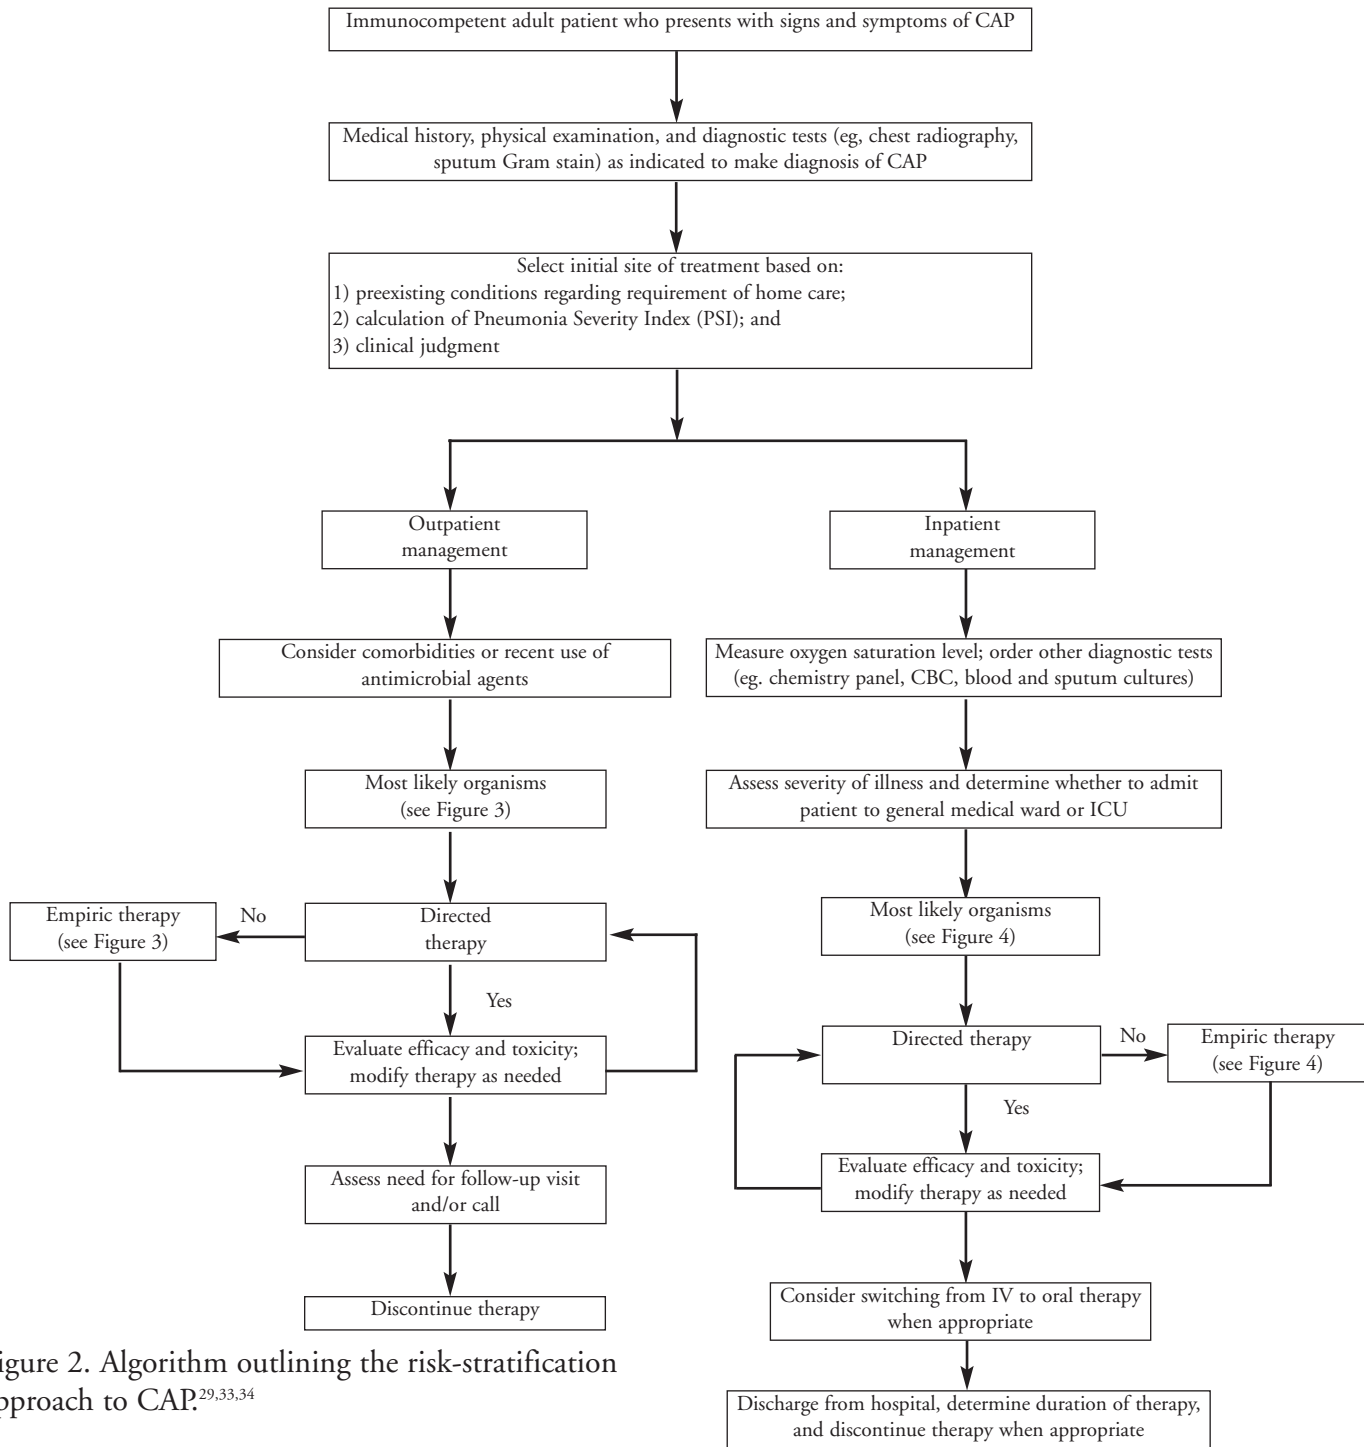 Immunocompetent adult patient who presents with signs and symptoms of CAP
Medical history, physical examination, and diagnostic tests (eg, chest radiography,
sputum Gram stain) as indicated to make diagnosis of CAP
Select initial site of treatment based on:
1) preexisting conditions regarding requirement of home care;
2) calculation of Pneumonia Severity Index (PSI); and
3) clinical judgment
Outpatient
management
Consider comorbidities or recent use of
antimicrobial agents
Most likely organisms
(see Figure 3)
Directed
therapy
No
Empiric therapy
(see Figure 3)
Yes
Evaluate efficacy and toxicity;
modify therapy as needed
Assess need for follow-up visit
and/or call
Discontinue therapy
Inpatient
management
Measure oxygen saturation level; order other diagnostic tests
(eg. chemistry panel, CBC, blood and sputum cultures)
Assess severity of illness and determine whether to admit
patient to general medical ward or ICU
Most likely organisms
(see Figure 4)
Directed therapy
No
Empiric therapy
(see Figure 4)
Yes
Evaluate efficacy and toxicity;
modify therapy as needed
Consider switching from IV to oral therapy
when appropriate
Discharge from hospital, determine duration of therapy,
and discontinue therapy when appropriate
igure 2. Algorithm outlining the risk-stratification
pproach to CAP.29,33,34